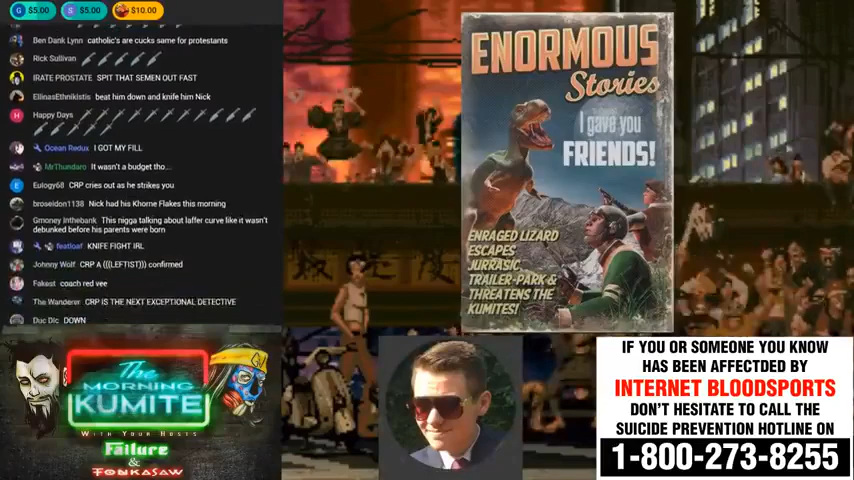 G $5.00 S $5.00 $10.00
Ben Dank Lynn catholic's are cucks same for protestants
Rick Sullivan
IRATE PROSTATE SPIT THAT SEMEN OUT FAST
EllinasEthnikistis beat him down and knife him Nick
H Happy Days
Ocean Redux I GOT MY FILL
MrThundaro It wasn't a budget tho...
E Eulogy68 CRP cries out as he strikes you
broseidon1138 Nick had his Khorne Flakes this morning
Gmoney Inthebank This nigga talking about laffer curve like it wasn't
debunked before his parents were born
featloaf KNIFE FIGHT IRL
Johnny Wolf CRP A (((LEFTIST))) confirmed
Fakest coach red vee
The Wanderer CRP IS THE NEXT EXCEPTIONAL DETECTIVE
Duc Dic DOWN
ENORMOUS
Stories
I gave you
FRIENDS!
ENRAGED LIZARD
ESCAPES
JURRASIC
TRAILER-PARK &
THREATENS THE
KUMITES!
The
MORNING
KUMITE
WITH YOUR HOSTS
Failure
&
TONKASAW
IF YOU OR SOMEONE YOU KNOW
HAS BEEN AFFECTDED BY
INTERNET BLOODSPORTS
DON'T HESITATE TO CALL THE
SUICIDE PREVENTION HOTLINE ON
1-800-273-8255